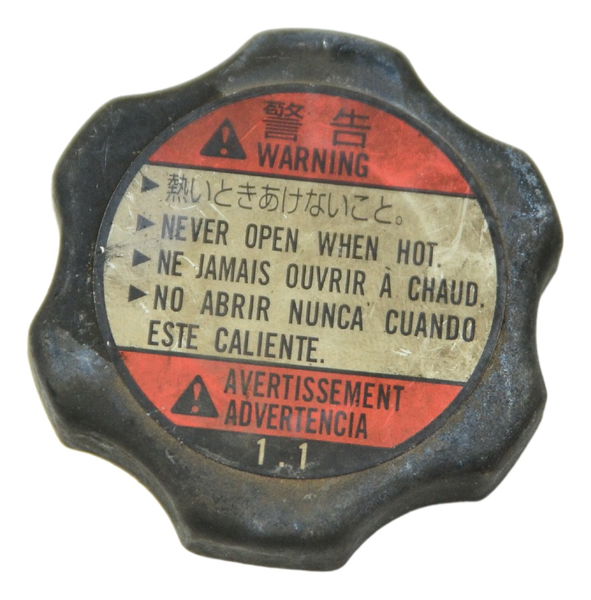 警告
WARNING
熱いときあけないこと。
NEVER OPEN WHEN HOT.
NE JAMAIS OUVRIR À CHAUD.
NO ABRIR NUNCA CUANDO
ESTE CALIENTE.
AVERTISSEMENT
ADVERTENCIA
1.1